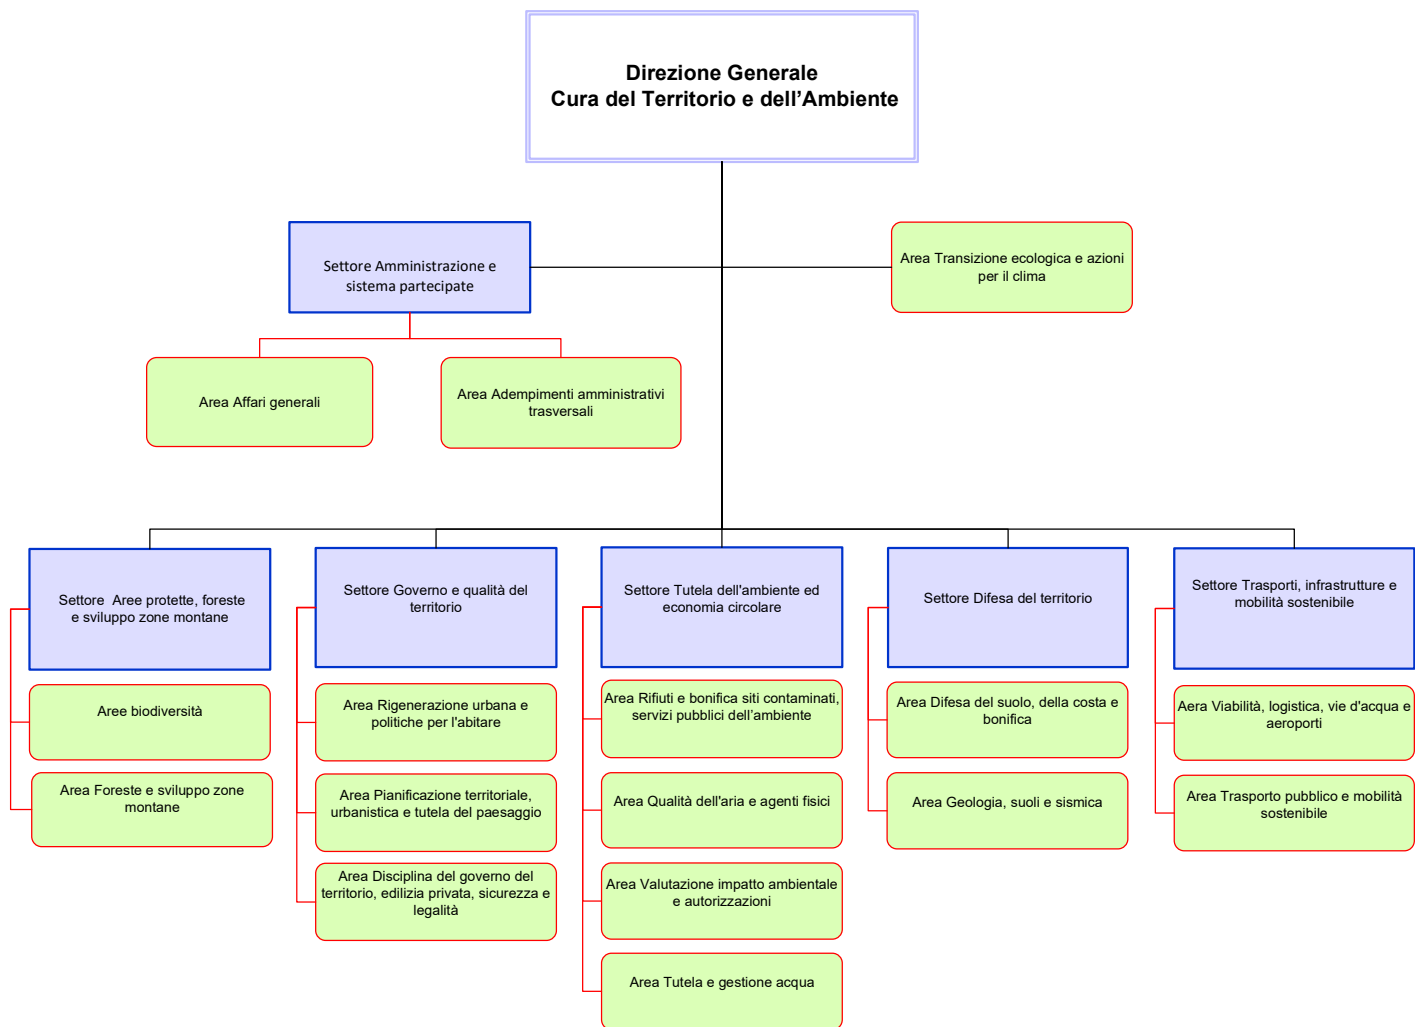 Direzione Generale
Cura del Territorio e dell’Ambiente
Settore Amministrazione e
sistema partecipate
Area Transizione ecologica e azioni
per il clima
Area Affari generali
Area Adempimenti amministrativi
trasversali
Settore Aree protette, foreste
e sviluppo zone montane
Settore Governo e qualità del
territorio
Settore Tutela dell'ambiente ed
economia circolare
Settore Difesa del territorio
Settore Trasporti, infrastrutture e
mobilità sostenibile
Aree biodiversità
Area Foreste e sviluppo zone
montane
Area Rigenerazione urbana e
politiche per l'abitare
Area Pianificazione territoriale,
urbanistica e tutela del paesaggio
Area Disciplina del governo del
territorio, edilizia privata, sicurezza e
legalità
Area Rifiuti e bonifica siti contaminati,
servizi pubblici dell’ambiente
Area Qualità dell'aria e agenti fisici
Area Valutazione impatto ambientale
e autorizzazioni
Area Tutela e gestione acqua
Area Difesa del suolo, della costa e
bonifica
Area Geologia, suoli e sismica
Aera Viabilità, logistica, vie d'acqua e
aeroporti
Area Trasporto pubblico e mobilità
sostenibile